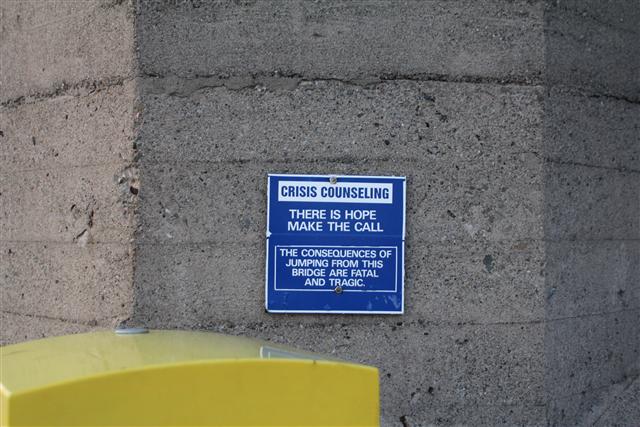 CRISIS COUNSELING
THERE IS HOPE
MAKE THE CALL
THE CONSEQUENCES OF
JUMPING FROM THIS
BRIDGE ARE FATAL
AND TRAGIC.